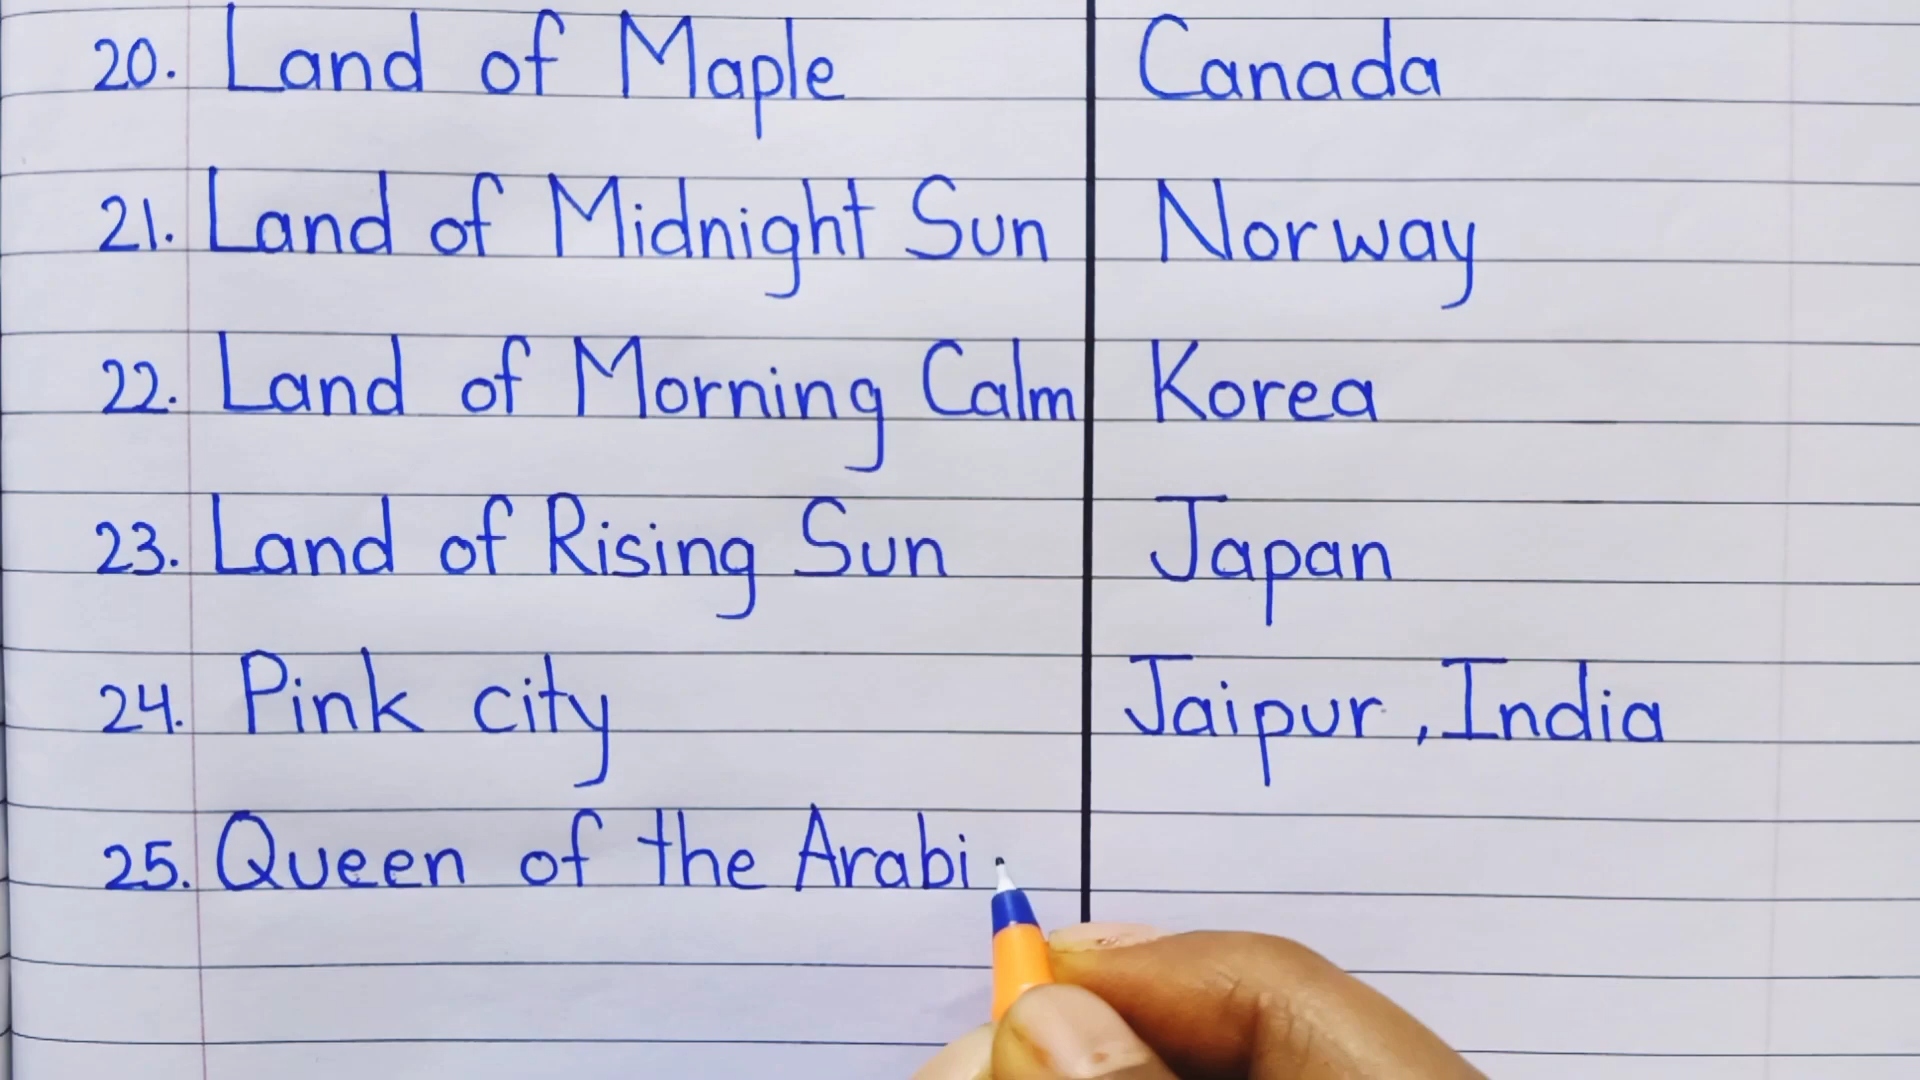 20. Land of Maple Canada
21. Land of Midnight Sun Norway
22. Land of Morning Calm Korea
23. Land of Rising Sun Japan
24. Pink city Jaipur, India
25. Queen of the Arabi